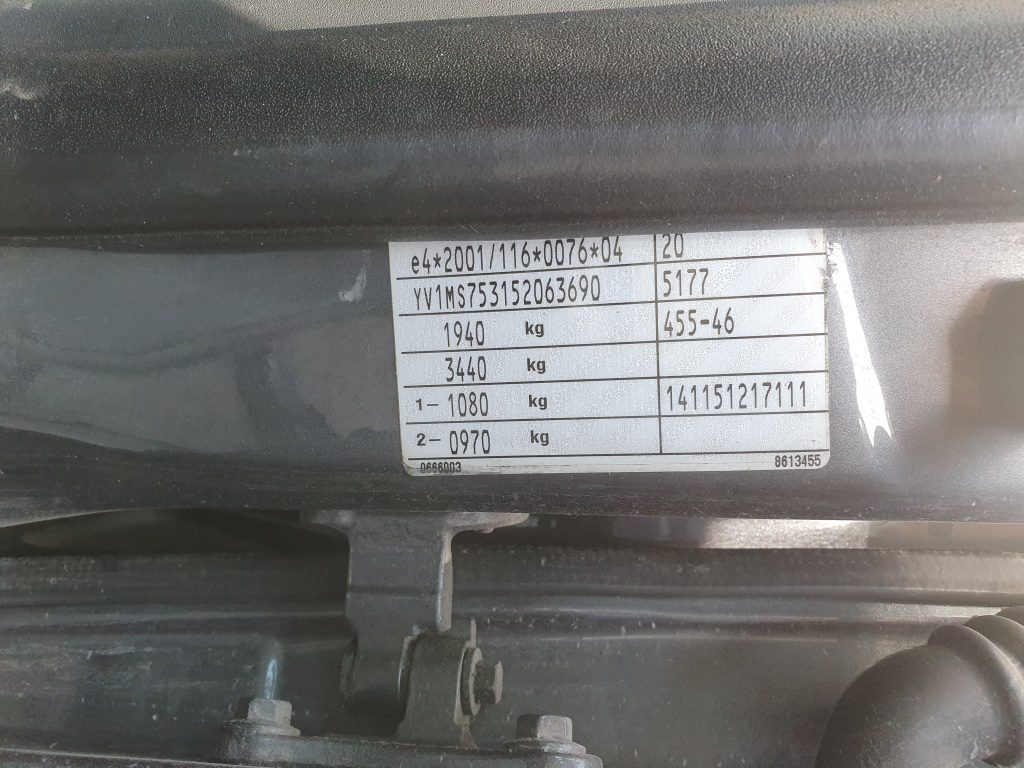 e4*2001/116*0076*04 20
YV1MS753152063690 5177
1940 kg 455-46
3440 kg
1- 1080 kg 141151217111
2- 0970 kg
0666003 8613455